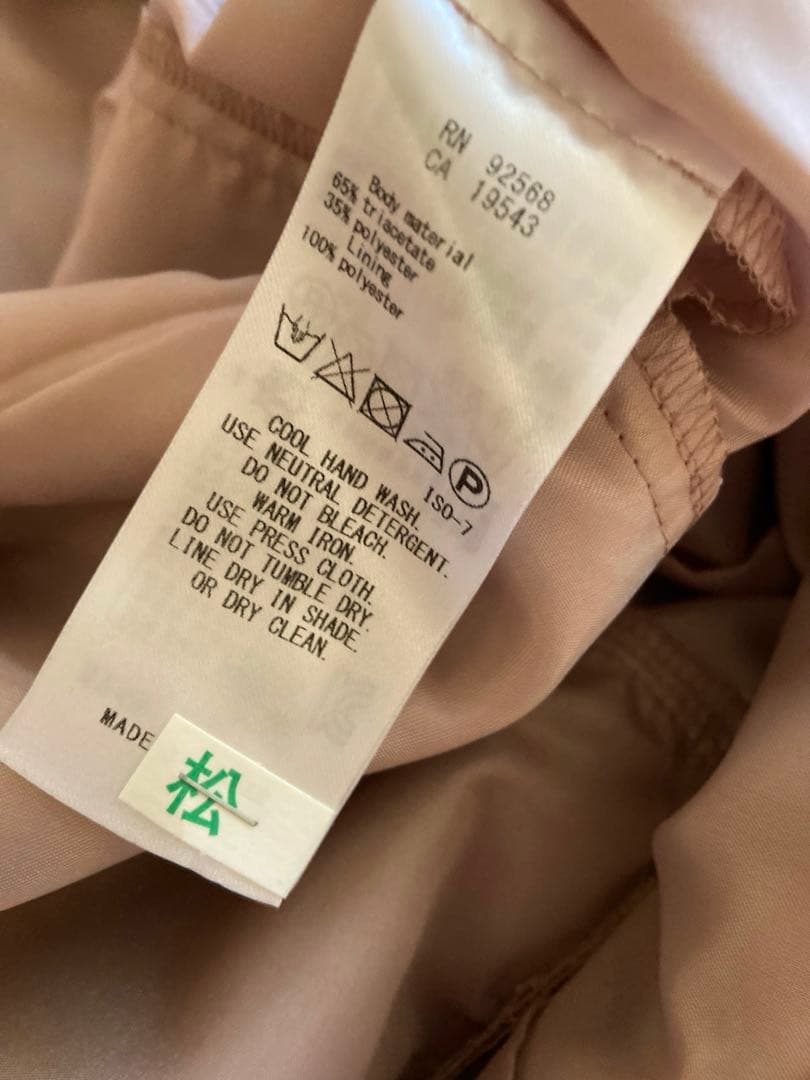 RN 92568
CA 19543
Body material
65% triacetate
35% polyester
Lining
100% polyester
P
ISO-7
COOL HAND WASH.
USE NEUTRAL DETERGENT.
DO NOT BLEACH.
WARM IRON.
USE PRESS CLOTH.
DO NOT TUMBLE DRY.
LINE DRY IN SHADE.
OR DRY CLEAN.
MADE
松